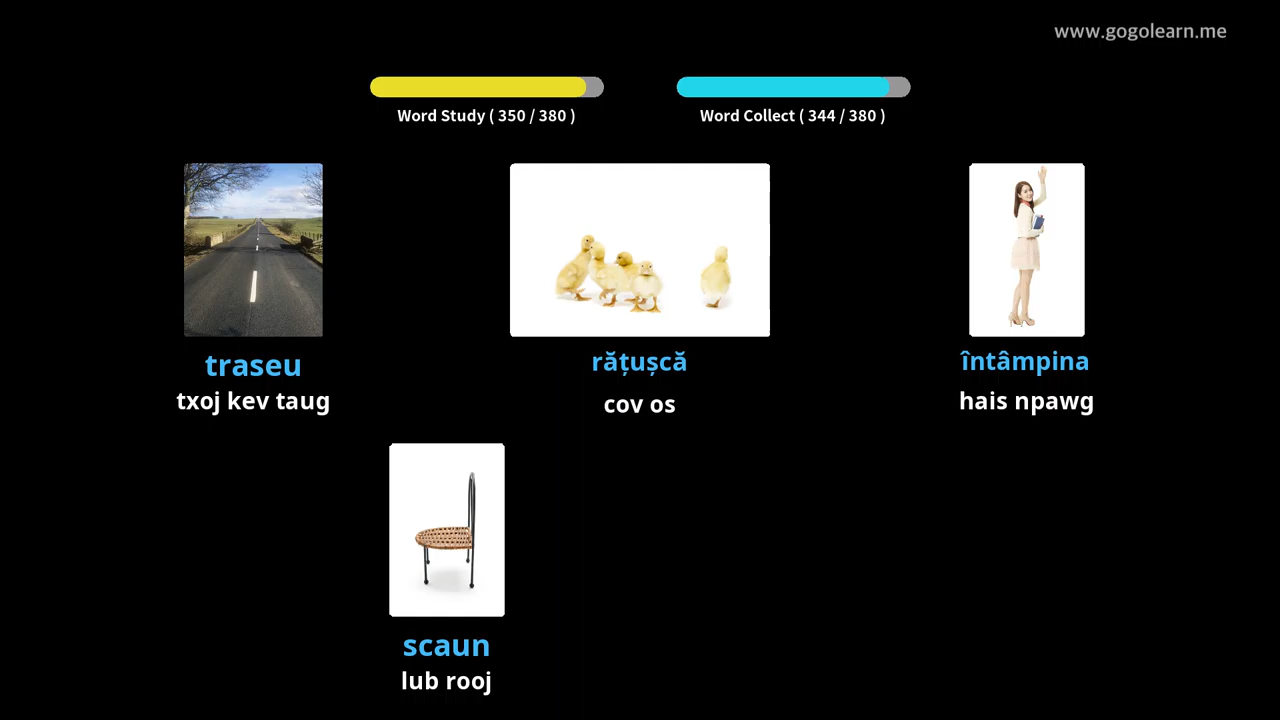 www.gogolearn.me
Word Study ( 350 / 380 )
Word Collect ( 344 / 380 )
traseu
txoj kev taug
rățușcă
cov os
întâmpina
hais npawg
scaun
lub rooj